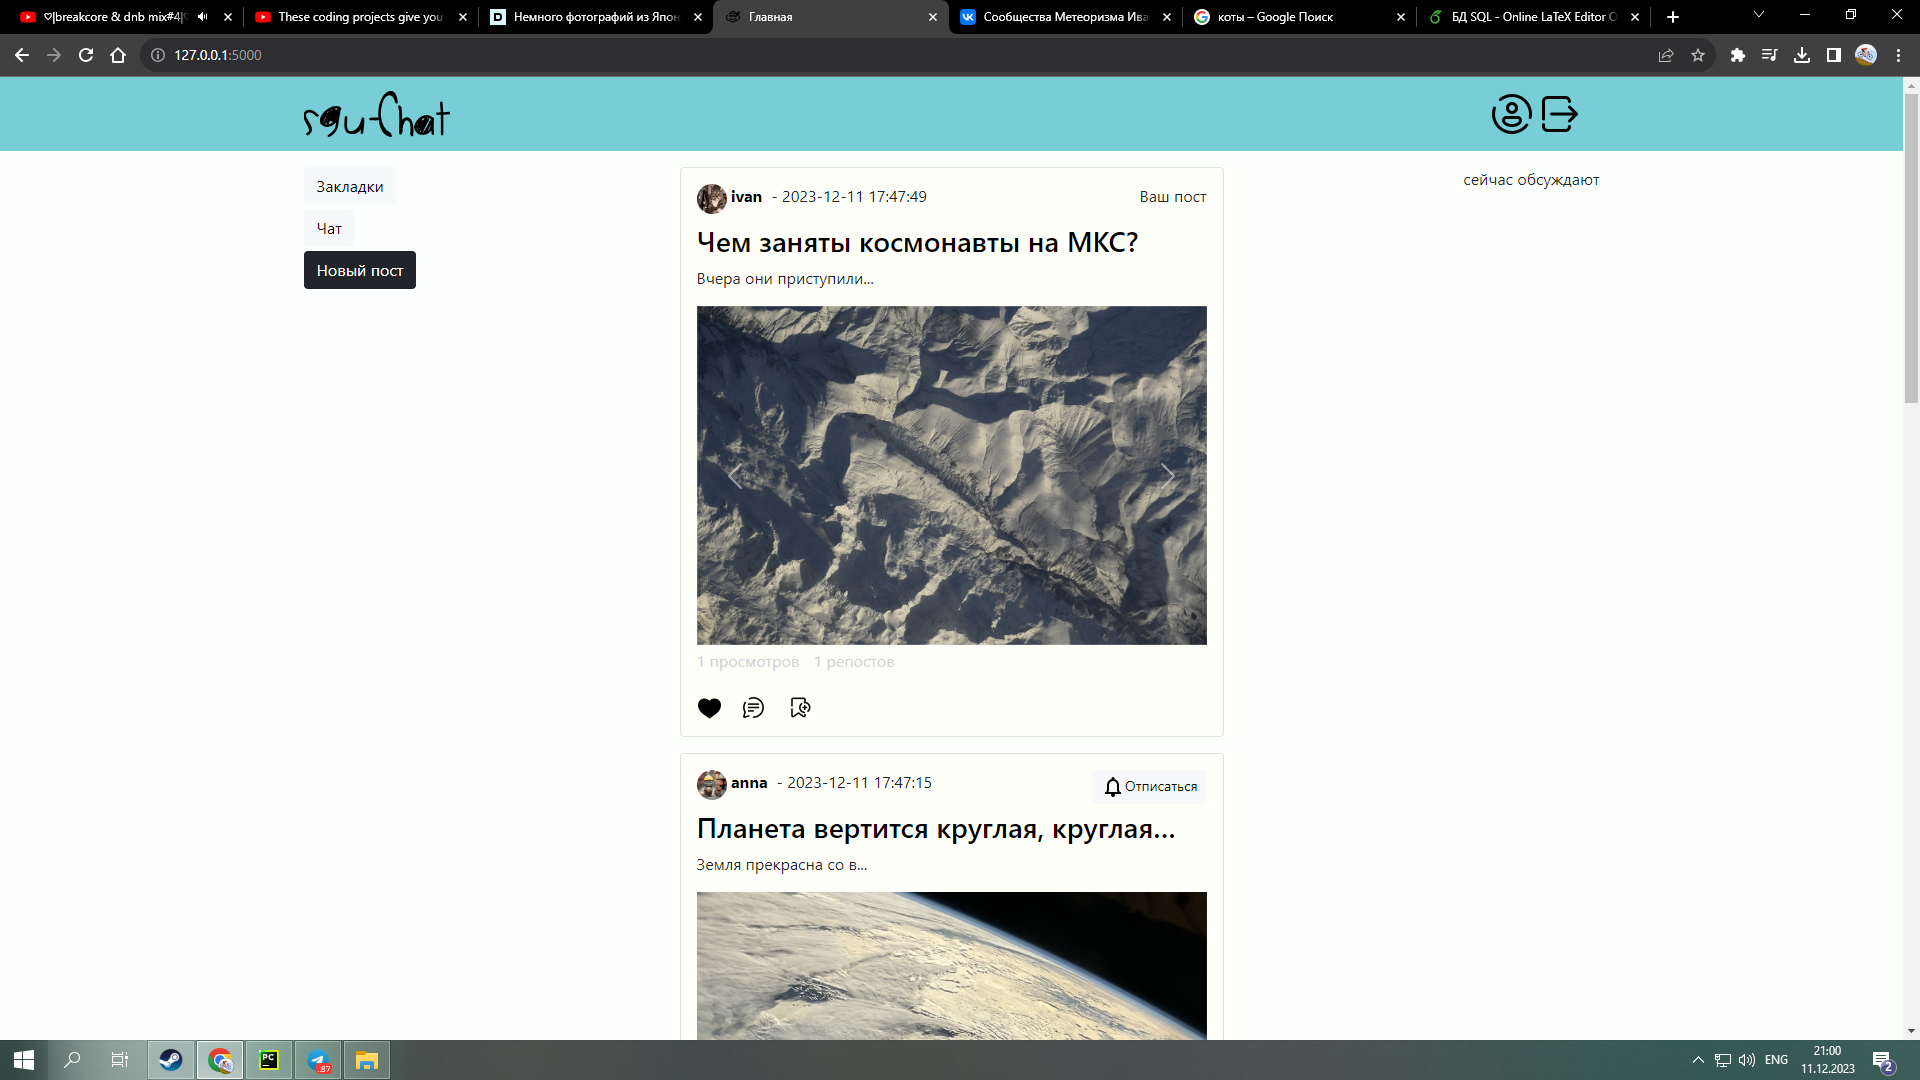 ♡|breakcore & dnb mix#4|♡
These coding projects give you
Немного фотографий из Япон
Главная
Сообщества Метеоризма Ива
коты – Google Поиск
БД SQL - Online LaTeX Editor O
127.0.0.1:5000
sgu-Chat
Закладки
Чат
Новый пост
ivan - 2023-12-11 17:47:49
Ваш пост
Чем заняты космонавты на МКС?
Вчера они приступили...
1 просмотров 1 репостов
anna - 2023-12-11 17:47:15
Отписаться
Планета вертится круглая, круглая...
Земля прекрасна со в...
сейчас обсуждают
PC
87
ENG
21:00
11.12.2023
2